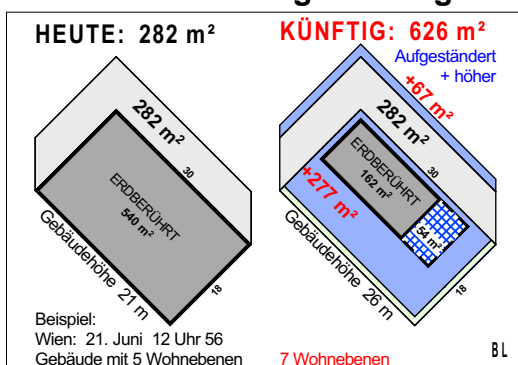 HEUTE: 282 m²
282 m²
30
ERDBERÜHRT
540 m²
18
Gebäudehöhe 21 m
Beispiel:
Wien: 21. Juni 12 Uhr 56
Gebäude mit 5 Wohnebenen
KÜNFTIG: 626 m²
Aufgeständert
+ höher
+67 m²
282 m²
30
ERDBERÜHRT
162 m²
54 m²
+277 m²
18
Gebäudehöhe 26 m
7 Wohnebenen
BL